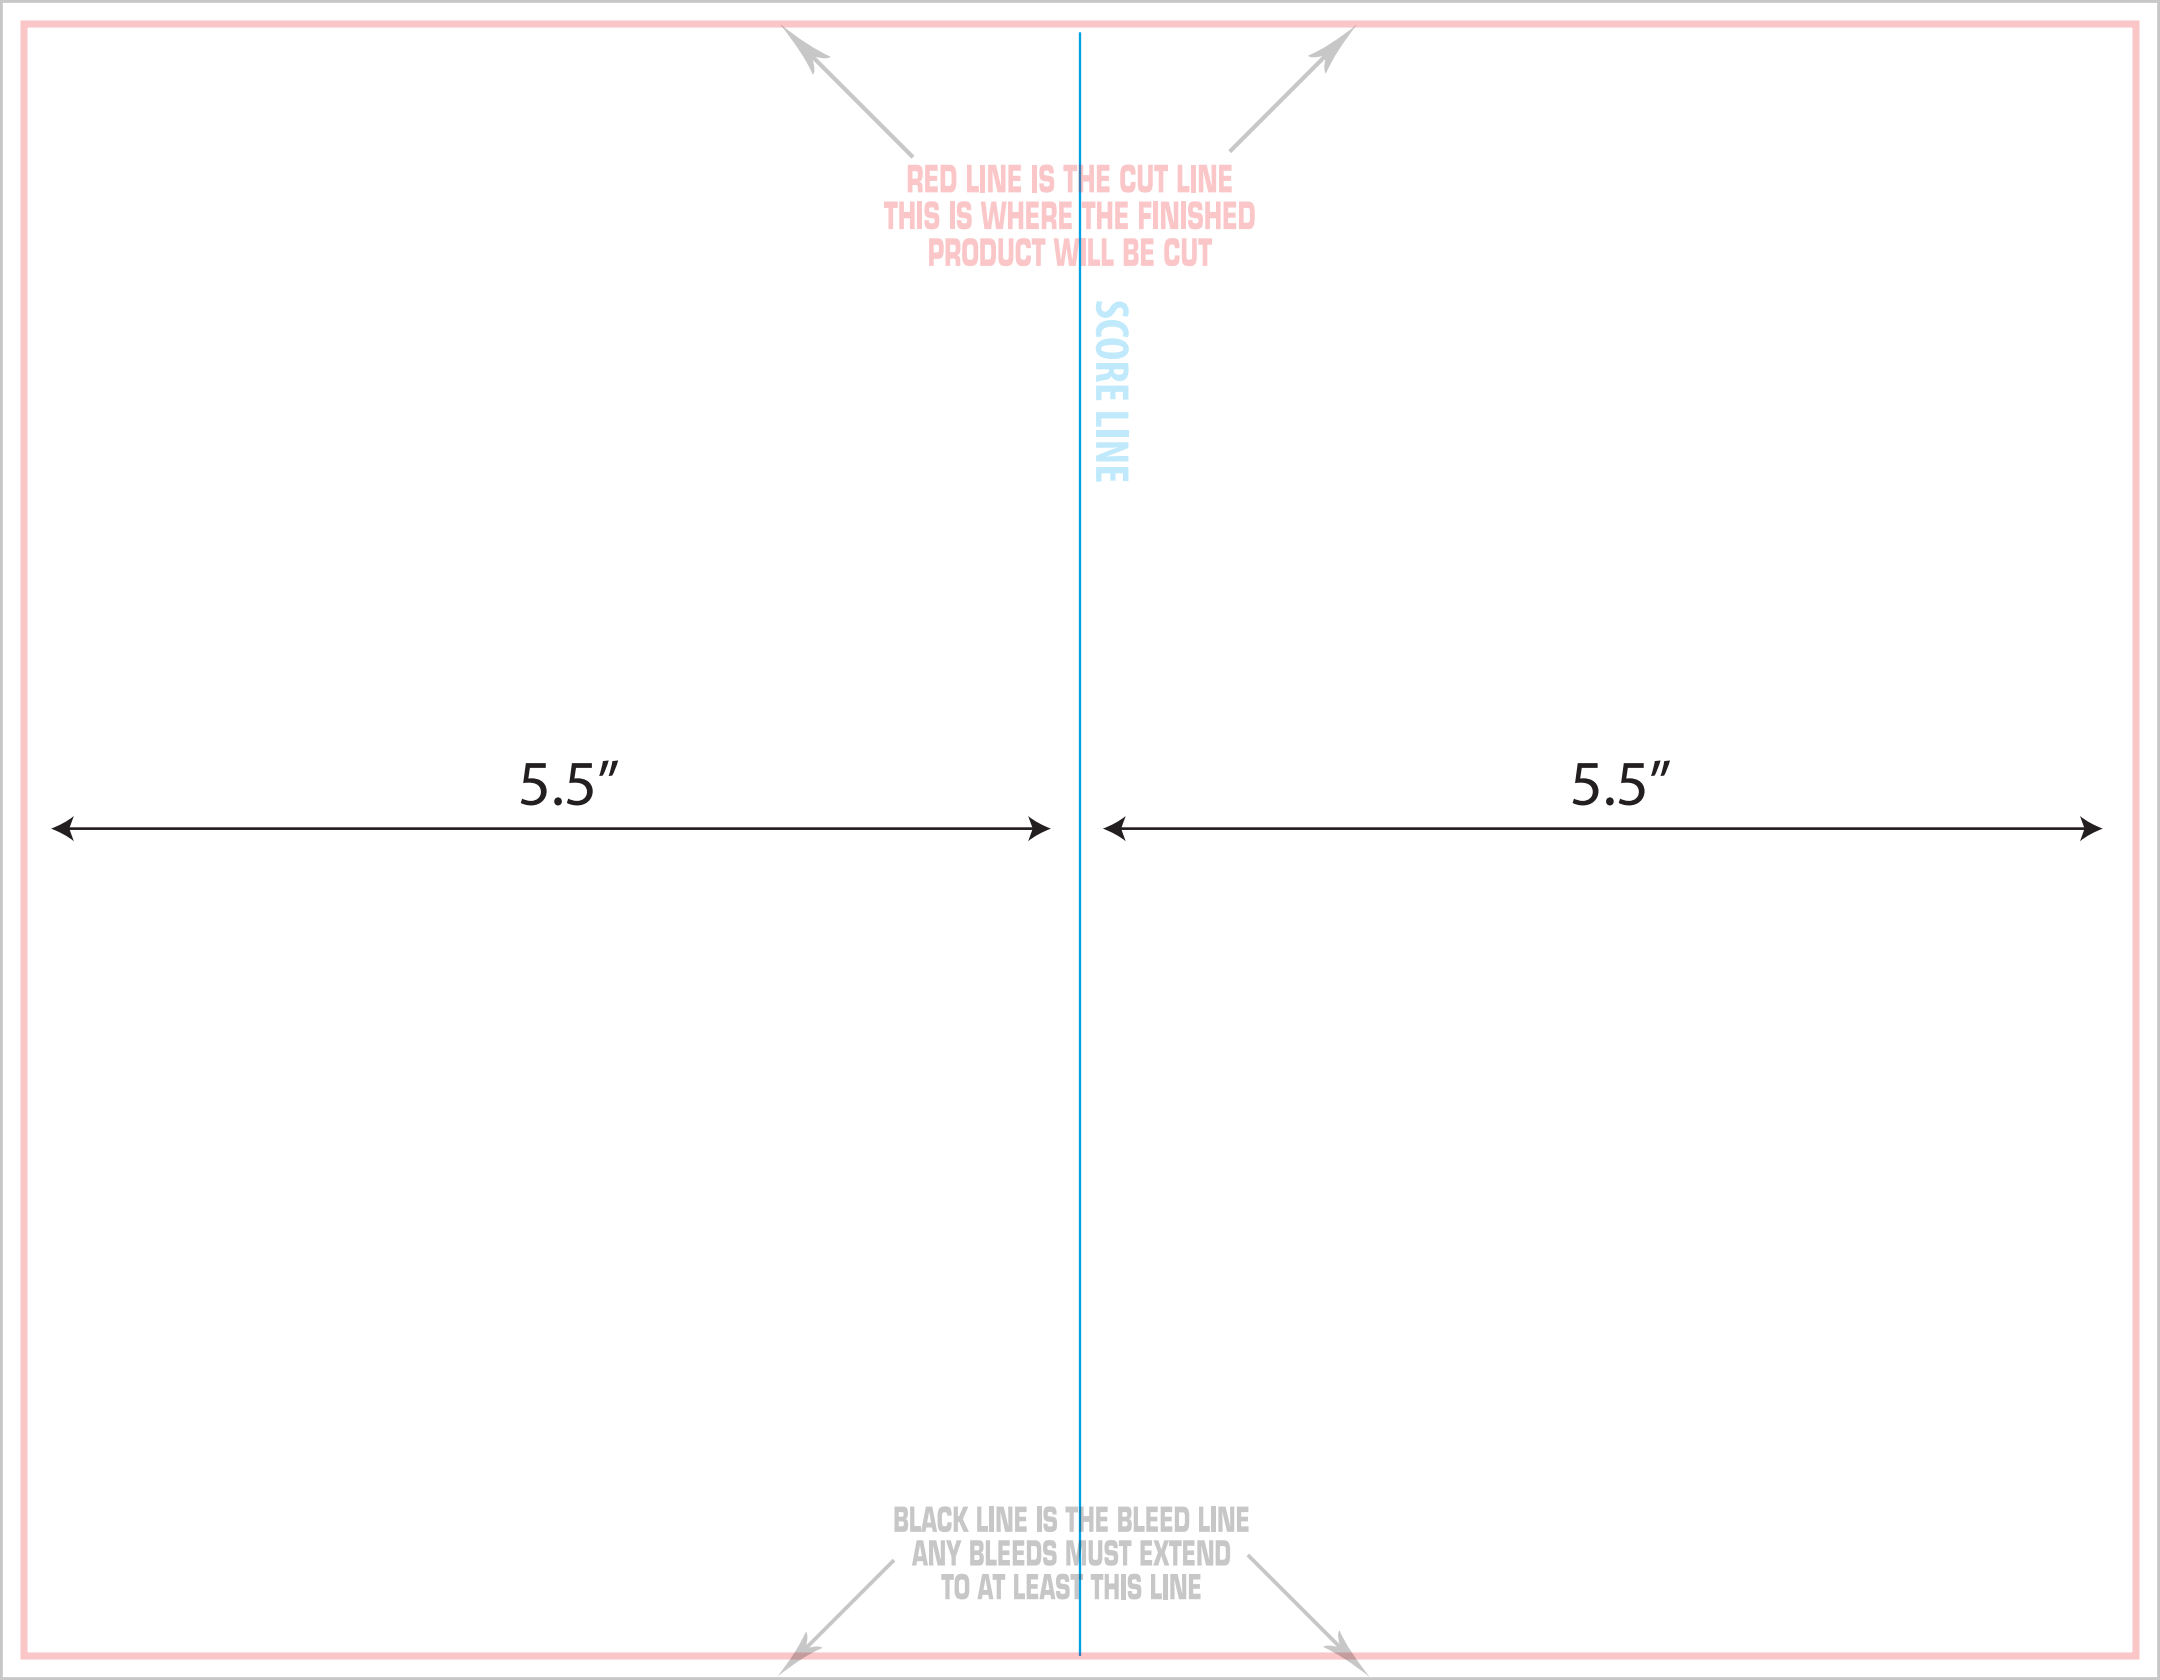 RED LINE IS THE CUT LINE
THIS IS WHERE THE FINISHED
PRODUCT WILL BE CUT
SCORE LINE
5.5”
5.5”
BLACK LINE IS THE BLEED LINE
ANY BLEEDS MUST EXTEND
TO AT LEAST THIS LINE